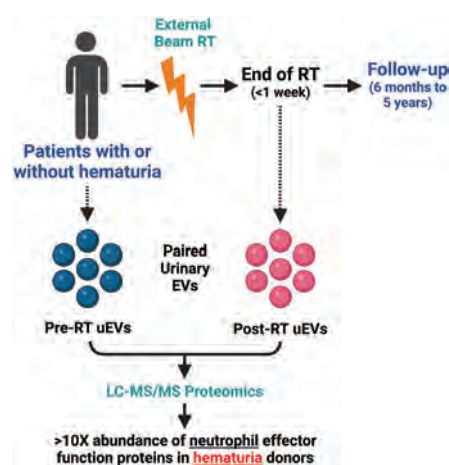 External
Beam RT
End of RT
(<1 week)
Follow-up
(6 months to
5 years)
Patients with or
without hematuria
Paired
Urinary
EVs
Pre-RT uEVs
Post-RT uEVs
LC-MS/MS Proteomics
>10X abundance of neutrophil effector
function proteins in hematuria donors